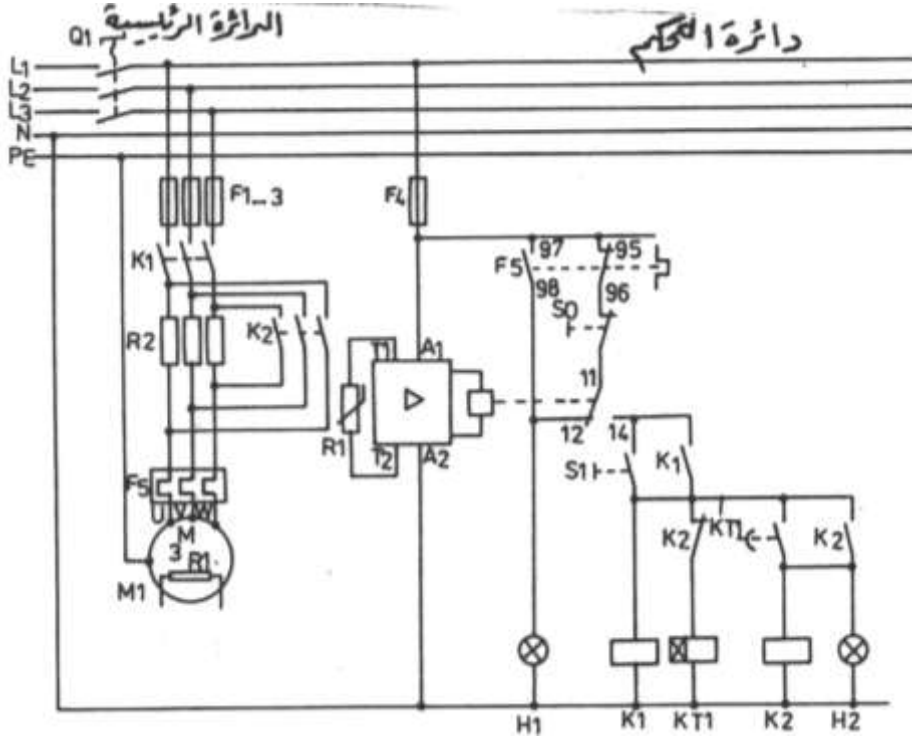 الدائرة الرئيسية
دائرة التحكم
Q1
L1
L2
L3
N
PE
F1...3
F4
K1
97
95
F5
98
96
S0
R2
K2
T1
A1
11
R1
12
14
T2
A2
S1
K1
F5
U V W
K2
KT1
K2
M
3
R1
M1
H1
K1
KT1
K2
H2